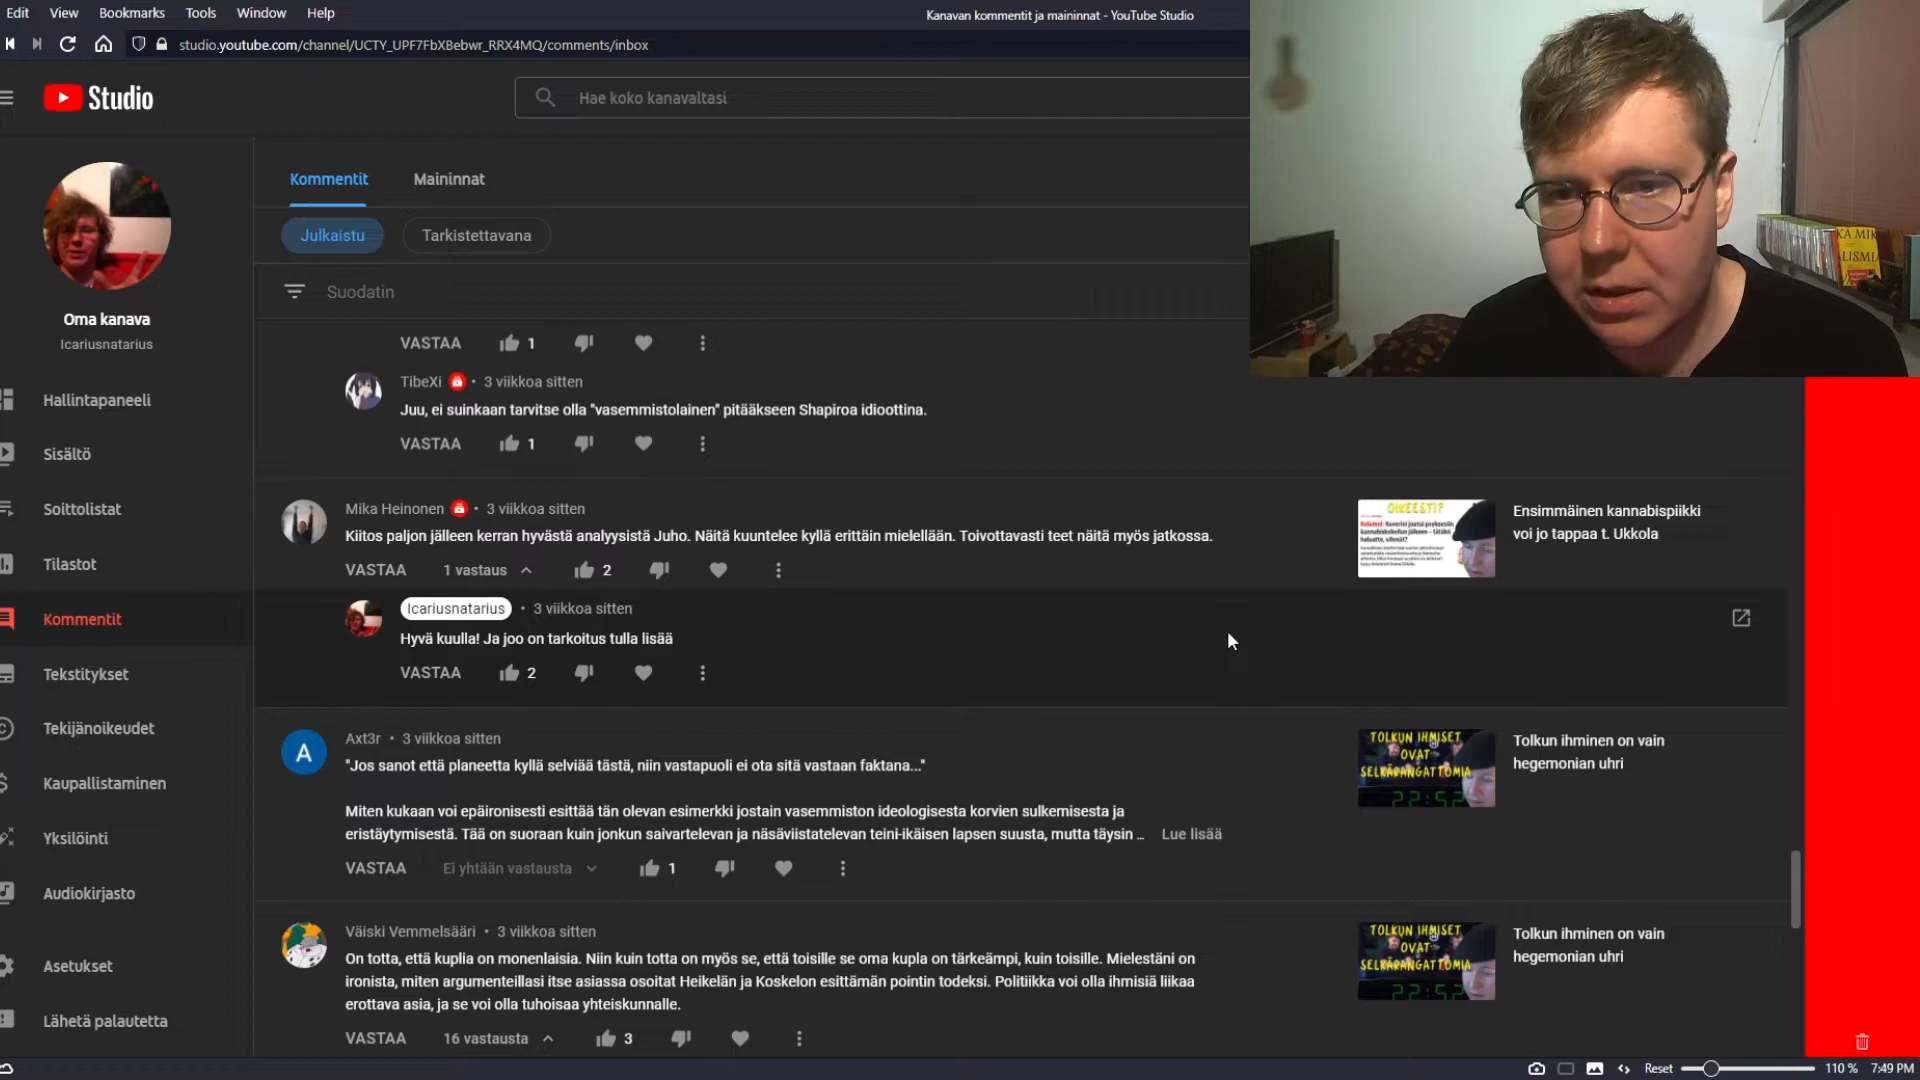 Edit View Bookmarks Tools Window Help
Kanavan kommentit ja maininnat - YouTube Studio
studio.youtube.com/channel/UCTY_UPF7FbXBebwr_RRX4MQ/comments/inbox
Studio
Hae koko kanavaltasi
Oma kanava
Icariusnatarius
Hallintapaneeli
Sisältö
Soittolistat
Tilastot
Kommentit
Tekstitykset
Tekijänoikeudet
Kaupallistaminen
Yksilöinti
Audiokirjasto
Asetukset
Lähetä palautetta
Kommentit Maininnat
Julkaistu Tarkistettavana
Suodatin
VASTAA 1
TibeXi • 3 viikkoa sitten
Juu, ei suinkaan tarvitse olla "vasemmistolainen" pitääkseen Shapiroa idioottina.
VASTAA 1
Mika Heinonen • 3 viikkoa sitten
Kiitos paljon jälleen kerran hyvästä analyysistä Juho. Näitä kuuntelee kyllä erittäin mielellään. Toivottavasti teet näitä myös jatkossa.
VASTAA 1 vastaus 2
OIKEESTI?
Ensimmäinen kannabispiikki
voi jo tappaa t. Ukkola
Icariusnatarius • 3 viikkoa sitten
Hyvä kuulla! Ja joo on tarkoitus tulla lisää
VASTAA 2
A
Axt3r • 3 viikkoa sitten
"Jos sanot että planeetta kyllä selviää tästä, niin vastapuoli ei ota sitä vastaan faktana..."
Miten kukaan voi epäironisesti esittää tän olevan esimerkki jostain vasemmiston ideologisesta korvien sulkemisesta ja
eristäytymisestä. Tää on suoraan kuin jonkun saivartelevan ja näsäviistatelevan teini-ikäisen lapsen suusta, mutta täysin ... Lue lisää
VASTAA Ei yhtään vastausta 1
TOLKUN IHMISET
OVAT
SELKÄRANGATTOMIA
22:52
Tolkun ihminen on vain
hegemonian uhri
Väiski Vemmelsääri • 3 viikkoa sitten
On totta, että kuplia on monenlaisia. Niin kuin totta on myös se, että toisille se oma kupla on tärkeämpi, kuin toisille. Mielestäni on
ironista, miten argumenteillasi itse asiassa osoitat Heikelän ja Koskelon esittämän pointin todeksi. Politiikka voi olla ihmisiä liikaa
erottava asia, ja se voi olla tuhoisaa yhteiskunnalle.
VASTAA 16 vastausta 3
TOLKUN IHMISET
OVAT
SELKÄRANGATTOMIA
22:52
Tolkun ihminen on vain
hegemonian uhri
Reset 110 % 7:49 PM